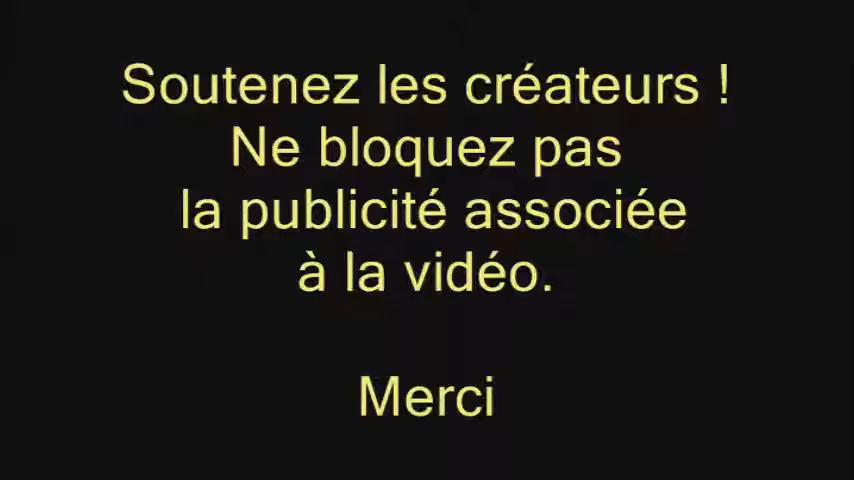 Soutenez les créateurs !
Ne bloquez pas
la publicité associée
à la vidéo.
Merci